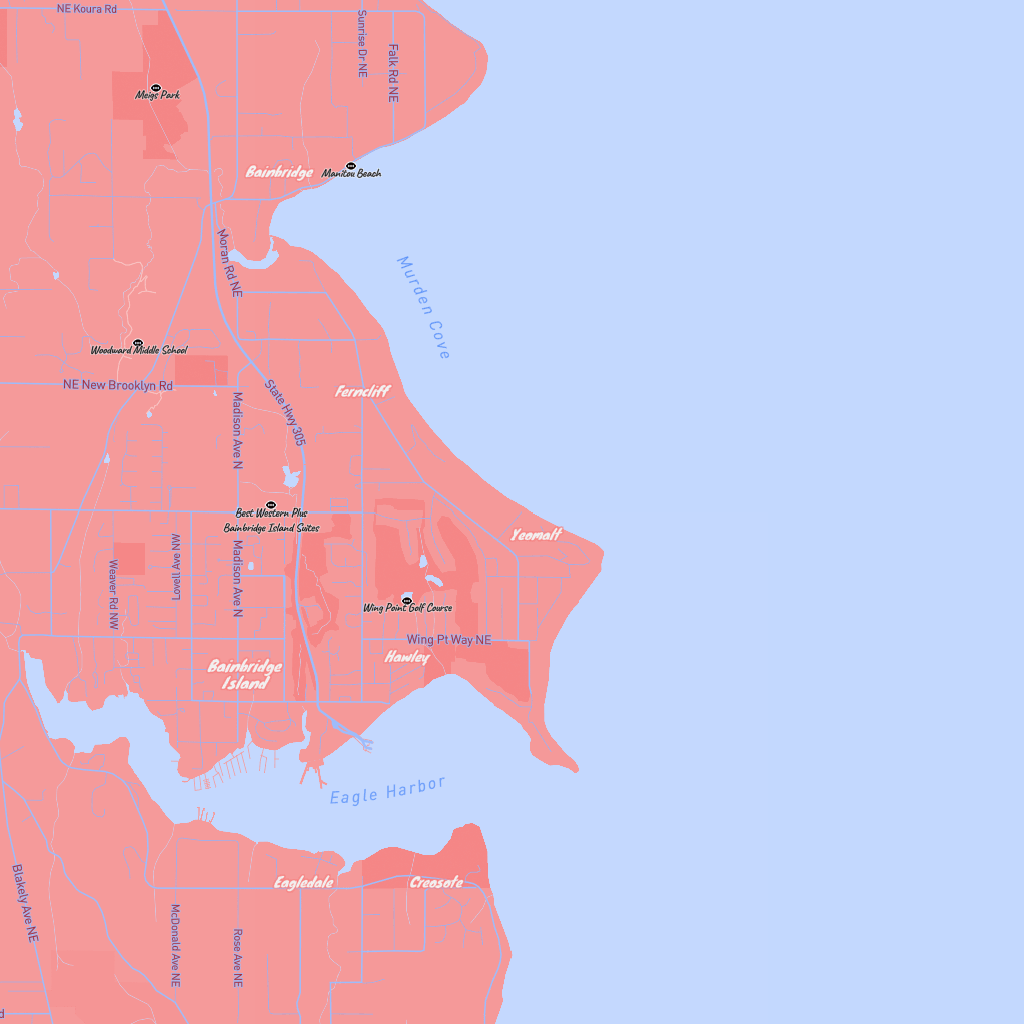 NE Koura Rd
Sunrise Dr NE
Falk Rd NE
Meigs Park
Bainbridge
Manitou Beach
Moran Rd NE
Murden Cove
Woodward Middle School
NE New Brooklyn Rd
State Hwy 305
Ferncliff
Madison Ave N
Best Western Plus
Bainbridge Island Suites
Yeomalt
Lovell Ave NW
Madison Ave N
Weaver Rd NW
Wing Point Golf Course
Wing Pt Way NE
Hawley
Bainbridge
Island
Eagle Harbor
Eagledale
Creosote
Blakely Ave NE
McDonald Ave NE
Rose Ave NE
d